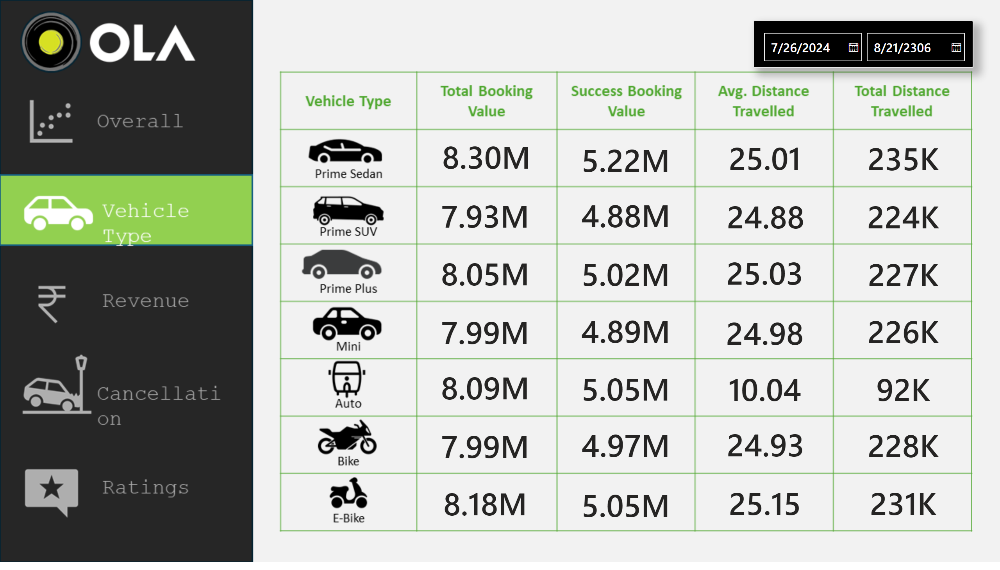 OLA
Overall
Vehicle
Type
Revenue
Cancellati
on
Ratings
7/26/2024 8/21/2306
Vehicle Type Total Booking Value Success Booking Value Avg. Distance Travelled Total Distance Travelled
Prime Sedan 8.30M 5.22M 25.01 235K
Prime SUV 7.93M 4.88M 24.88 224K
Prime Plus 8.05M 5.02M 25.03 227K
Mini 7.99M 4.89M 24.98 226K
Auto 8.09M 5.05M 10.04 92K
Bike 7.99M 4.97M 24.93 228K
E-Bike 8.18M 5.05M 25.15 231K